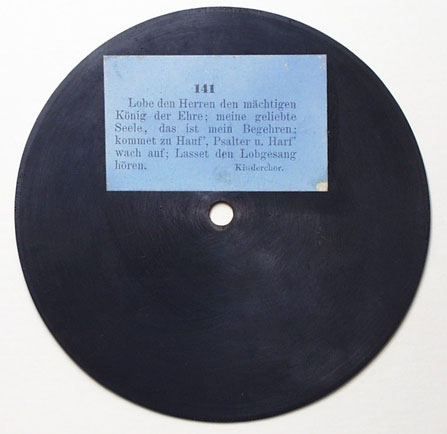 141
Lobe den Herren den mächtigen
König der Ehre; meine geliebte
Seele, das ist mein Begehren;
kommet zu Hauf', Psalter u. Harf'
wach auf; Lasset den Lobgesang
hören. Kinderchor.